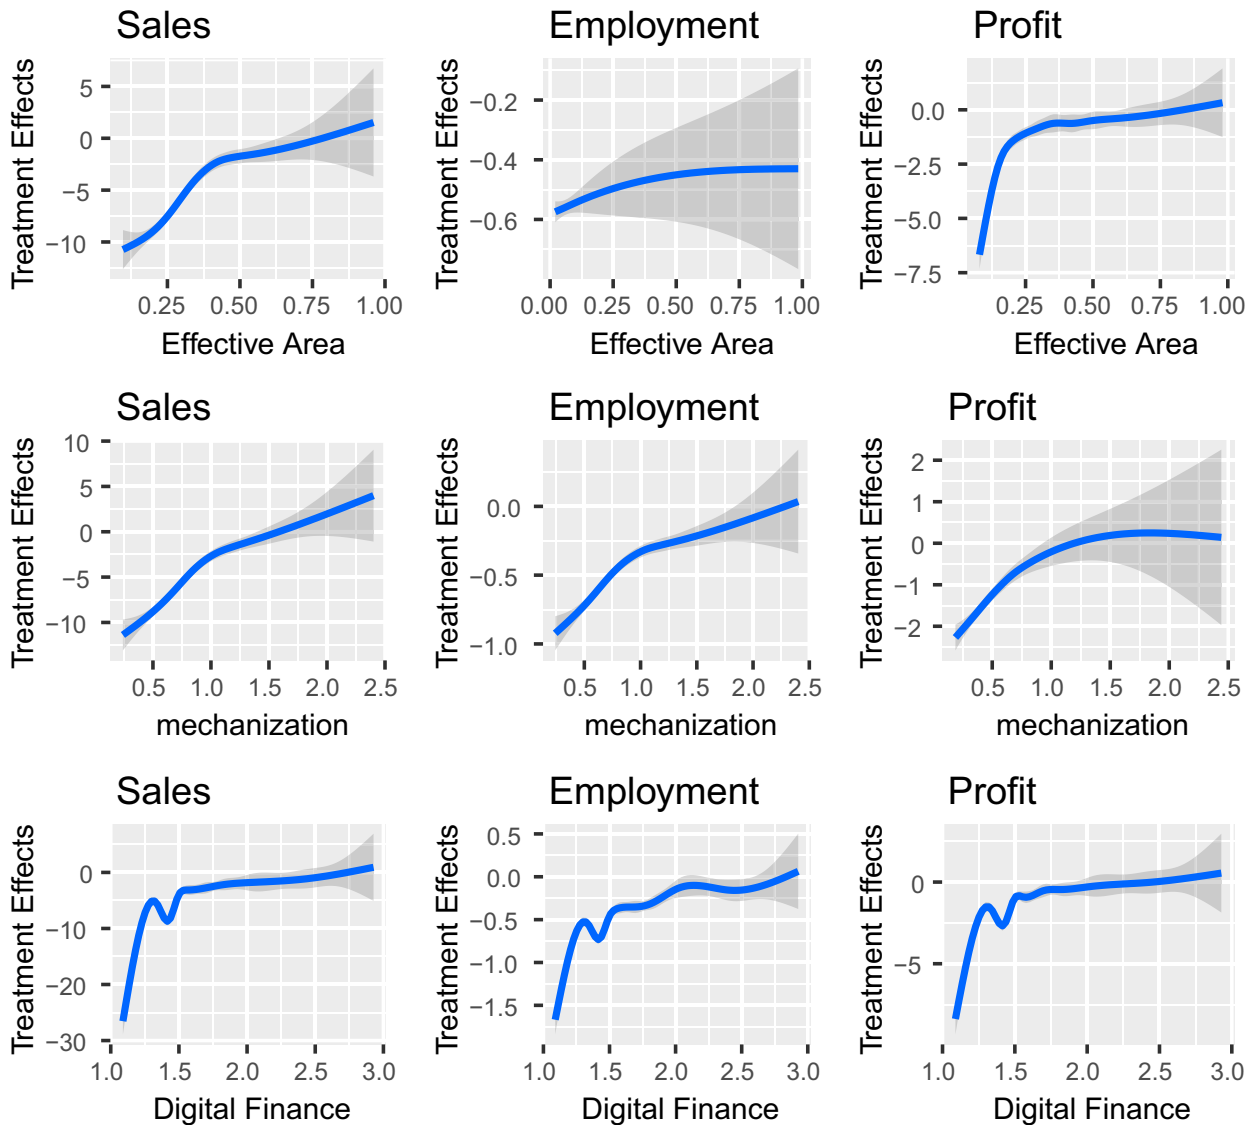 Sales Employment Profit
Treatment Effects Treatment Effects Treatment Effects
5 −0.2 0.0
0 −0.4 −2.5
−5 −0.6 −5.0
−10 −7.5
0.25 0.50 0.75 1.00 0.00 0.25 0.50 0.75 1.00 0.25 0.50 0.75 1.00
Effective Area Effective Area Effective Area
Sales Employment Profit
Treatment Effects Treatment Effects Treatment Effects
10 0.0 2
5 −0.5 1
0 −1.0 0
−5 −1
−10 −2
0.5 1.0 1.5 2.0 2.5 0.5 1.0 1.5 2.0 2.5 0.5 1.0 1.5 2.0 2.5
mechanization mechanization mechanization
Sales Employment Profit
Treatment Effects Treatment Effects Treatment Effects
0 0.5 0
−10 0.0 −5
−20 −0.5
−30 −1.0
−1.5
1.0 1.5 2.0 2.5 3.0 1.0 1.5 2.0 2.5 3.0 1.0 1.5 2.0 2.5 3.0
Digital Finance Digital Finance Digital Finance